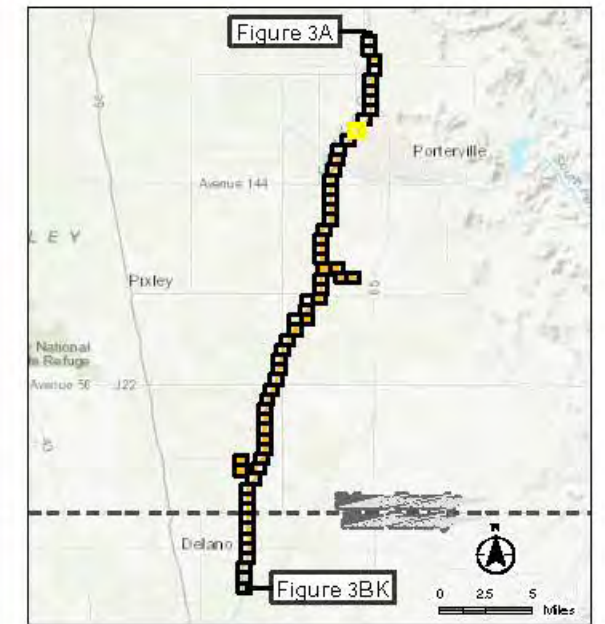 Figure 3A
Porterville
Avenue 144
L E Y
Pixley
65
National
Refuge
Avenue 56
J22
Delano
N
Figure 3BK
0 2.5 5
Miles